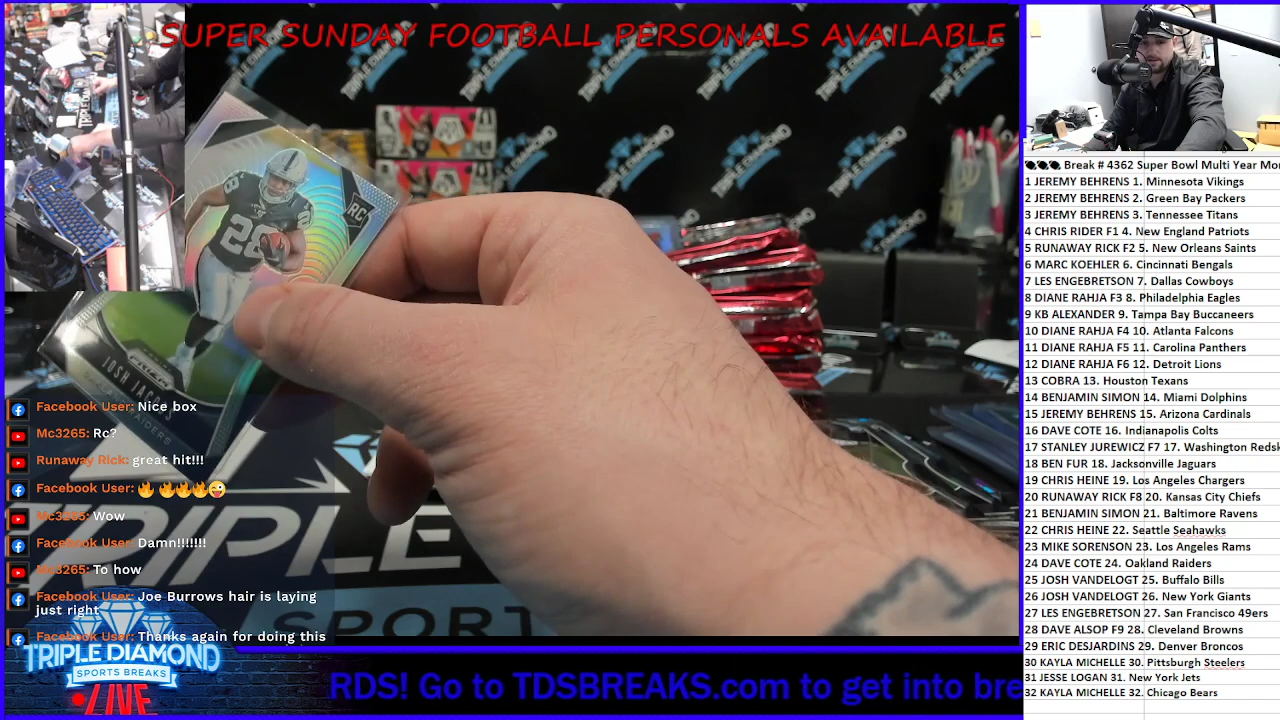 SUPER SUNDAY FOOTBALL PERSONALS AVAILABLE
TRIPLE DIAMOND
28
RC
JOSH JACOBS
RAIDERS
Facebook User: Nice box
Mc3265: Rc?
Runaway Rick: great hit!!!
Facebook User: 🔥 🔥🔥🔥😜
Mc3265: Wow
Facebook User: Damn!!!!!!!
Mc3265: To how
Facebook User: Joe Burrows hair is laying
just right
Facebook User: Thanks again for doing this
TRIPLE
SPORT
TRIPLE DIAMOND
SPORTS BREAKS
LIVE
RDS! Go to TDSBREAKS.com to get into bre
Break # 4362 Super Bowl Multi Year Mo
1 JEREMY BEHRENS 1. Minnesota Vikings
2 JEREMY BEHRENS 2. Green Bay Packers
3 JEREMY BEHRENS 3. Tennessee Titans
4 CHRIS RIDER F1 4. New England Patriots
5 RUNAWAY RICK F2 5. New Orleans Saints
6 MARC KOEHLER 6. Cincinnati Bengals
7 LES ENGEBRETSON 7. Dallas Cowboys
8 DIANE RAHJA F3 8. Philadelphia Eagles
9 KB ALEXANDER 9. Tampa Bay Buccaneers
10 DIANE RAHJA F4 10. Atlanta Falcons
11 DIANE RAHJA F5 11. Carolina Panthers
12 DIANE RAHJA F6 12. Detroit Lions
13 COBRA 13. Houston Texans
14 BENJAMIN SIMON 14. Miami Dolphins
15 JEREMY BEHRENS 15. Arizona Cardinals
16 DAVE COTE 16. Indianapolis Colts
17 STANLEY JUREWICZ F7 17. Washington Redsk
18 BEN FUR 18. Jacksonville Jaguars
19 CHRIS HEINE 19. Los Angeles Chargers
20 RUNAWAY RICK F8 20. Kansas City Chiefs
21 BENJAMIN SIMON 21. Baltimore Ravens
22 CHRIS HEINE 22. Seattle Seahawks
23 MIKE SORENSON 23. Los Angeles Rams
24 DAVE COTE 24. Oakland Raiders
25 JOSH VANDELOGT 25. Buffalo Bills
26 JOSH VANDELOGT 26. New York Giants
27 LES ENGEBRETSON 27. San Francisco 49ers
28 DAVE ALSOP F9 28. Cleveland Browns
29 ERIC DONALDSON 29. Denver Broncos
30 KAYLA MICHELLE 30. Pittsburgh Steelers
31 JESSE LOGAN 31. New York Jets
32 KAYLA MICHELLE 32. Chicago Bears